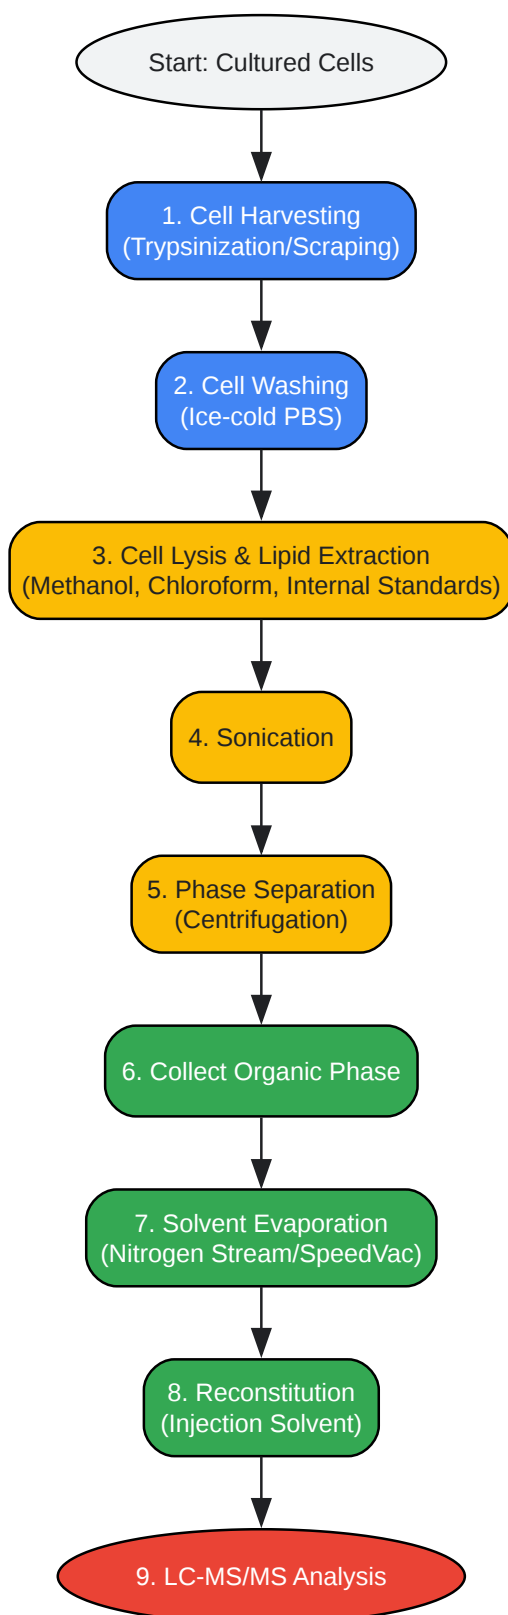 Start: Cultured Cells
1. Cell Harvesting
(Trypsinization/Scraping)
2. Cell Washing
(Ice-cold PBS)
3. Cell Lysis & Lipid Extraction
(Methanol, Chloroform, Internal Standards)
4. Sonication
5. Phase Separation
(Centrifugation)
6. Collect Organic Phase
7. Solvent Evaporation
(Nitrogen Stream/SpeedVac)
8. Reconstitution
(Injection Solvent)
9. LC-MS/MS Analysis